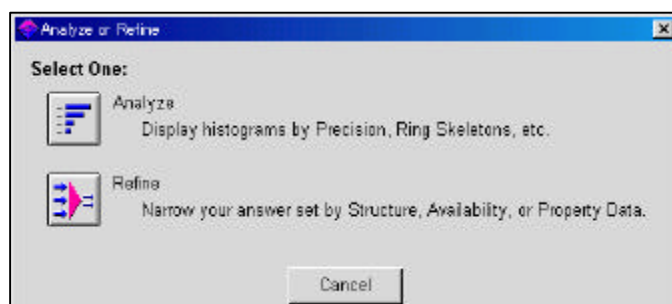 Analyze or Refine
Select One:
Analyze
Display histograms by Precision, Ring Skeletons, etc.
Refine
Narrow your answer set by Structure, Availability, or Property Data.
Cancel